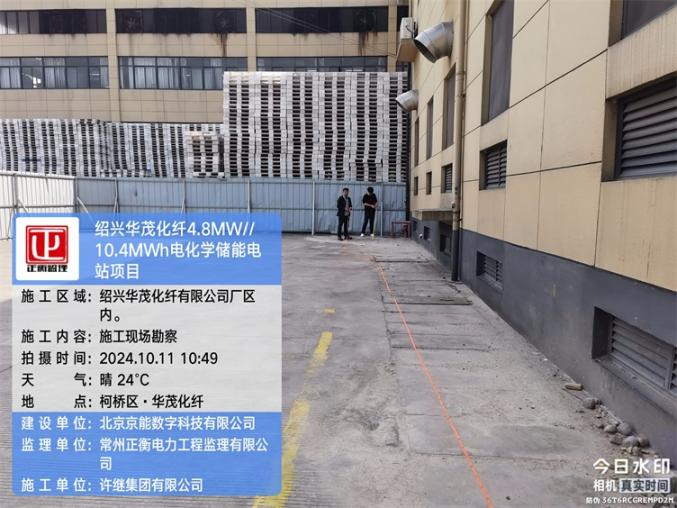 正衡监理
绍兴华茂化纤4.8MW//
10.4MWh电化学储能电
站项目
施工区域：绍兴华茂化纤有限公司厂区
内。
施工内容：施工现场勘察
拍摄时间：2024.10.11 10:49
天　　气：晴 24℃
地　　点：柯桥区·华茂化纤
建设单位：北京京能数字科技有限公司
监理单位：常州正衡电力工程监理有限公
司
施工单位：许继集团有限公司
今日水印
相机 真实时间
防伪 36T6RCGREMPD2M